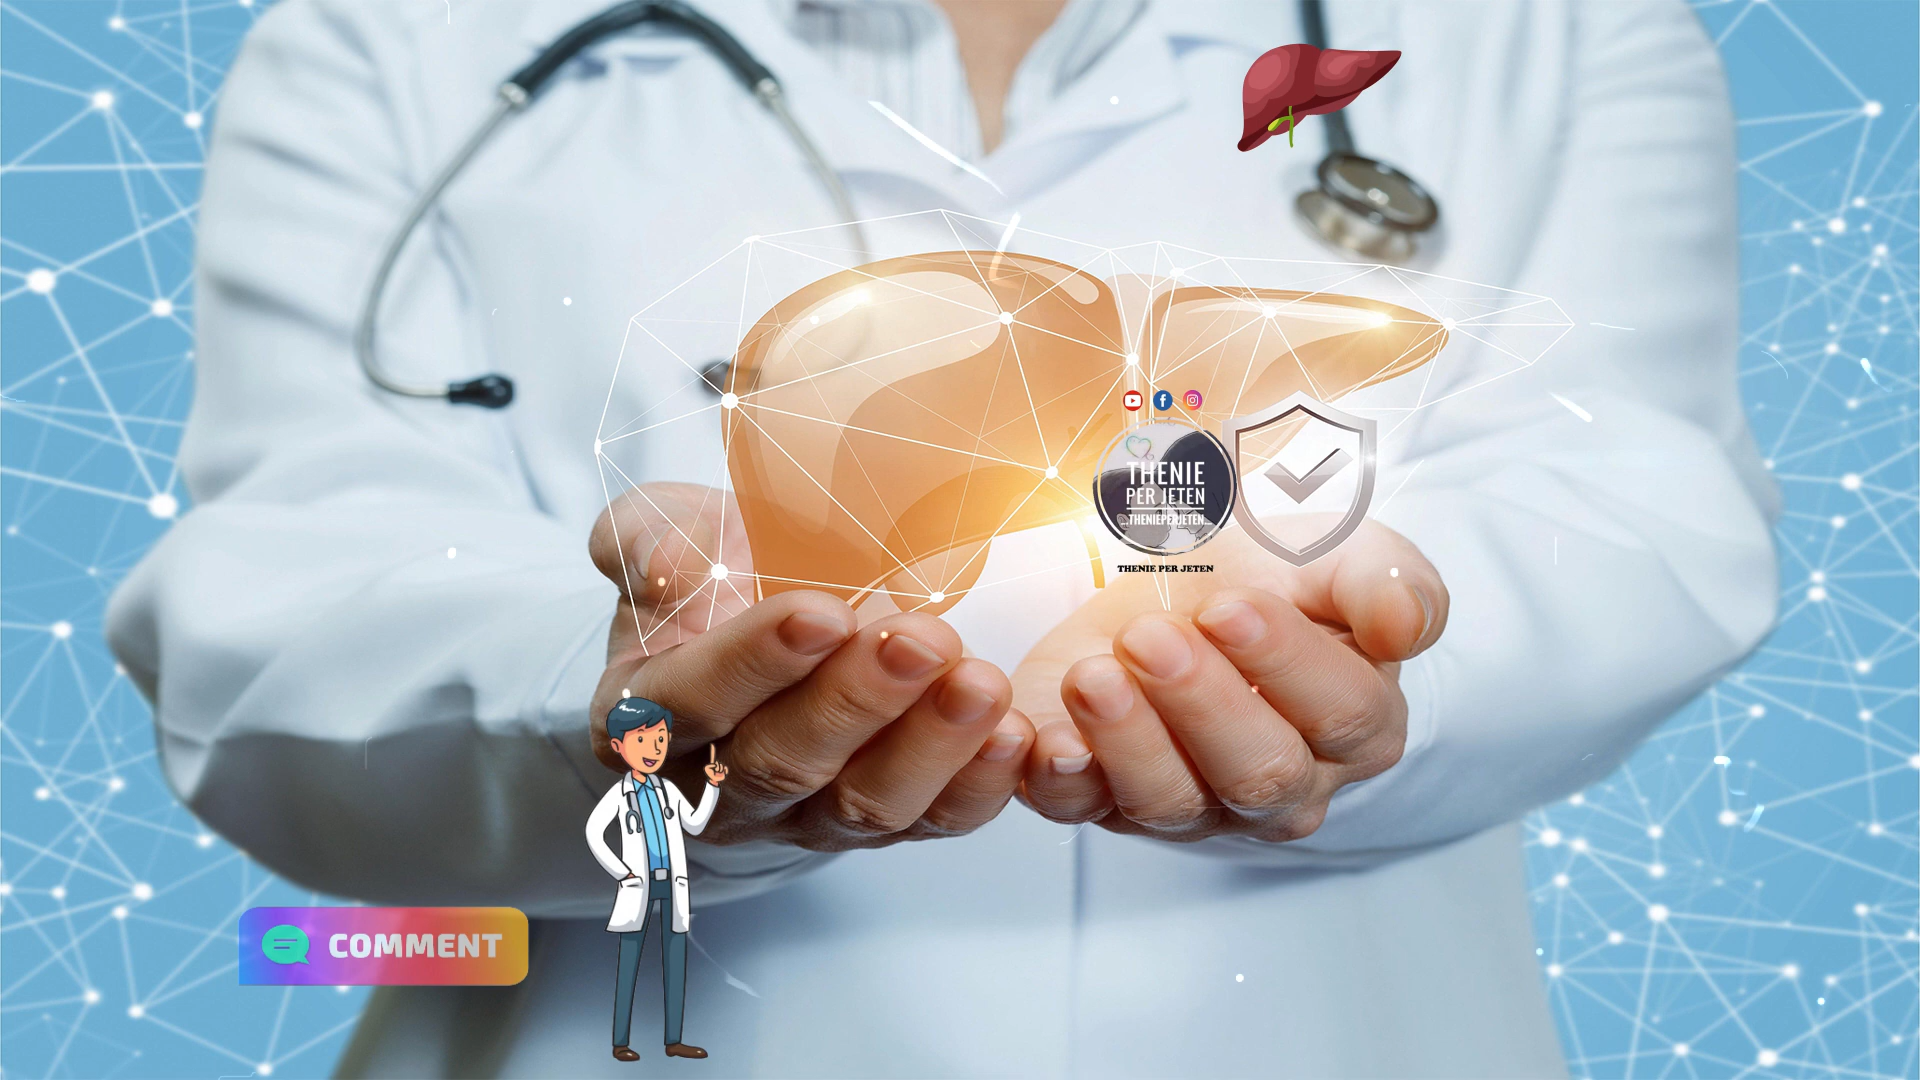 THENIE
PER JETEN
THENIEPERJETEN
THENIE PER JETEN
COMMENT